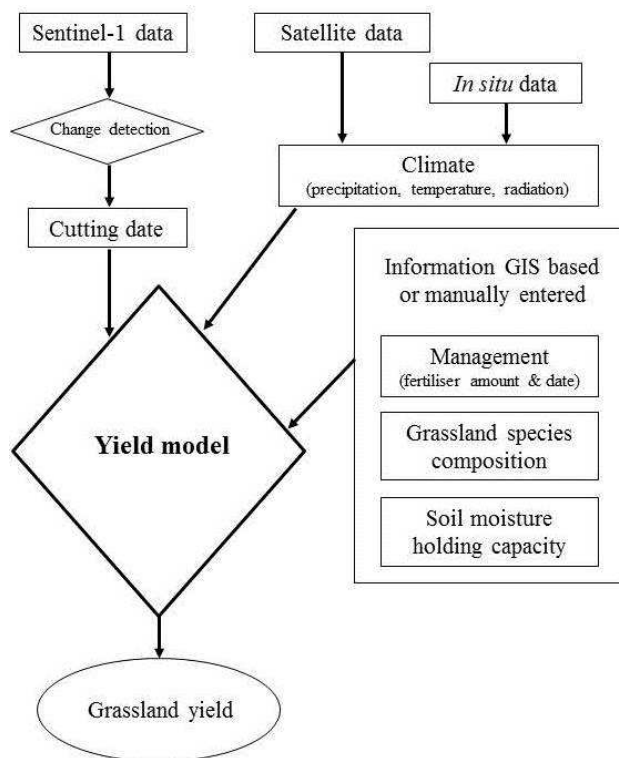 Sentinel-1 data
Satellite data
In situ data
Change detection
Climate
(precipitation, temperature, radiation)
Cutting date
Information GIS based
or manually entered
Management
(fertiliser amount & date)
Yield model
Grassland species
composition
Soil moisture
holding capacity
Grassland yield